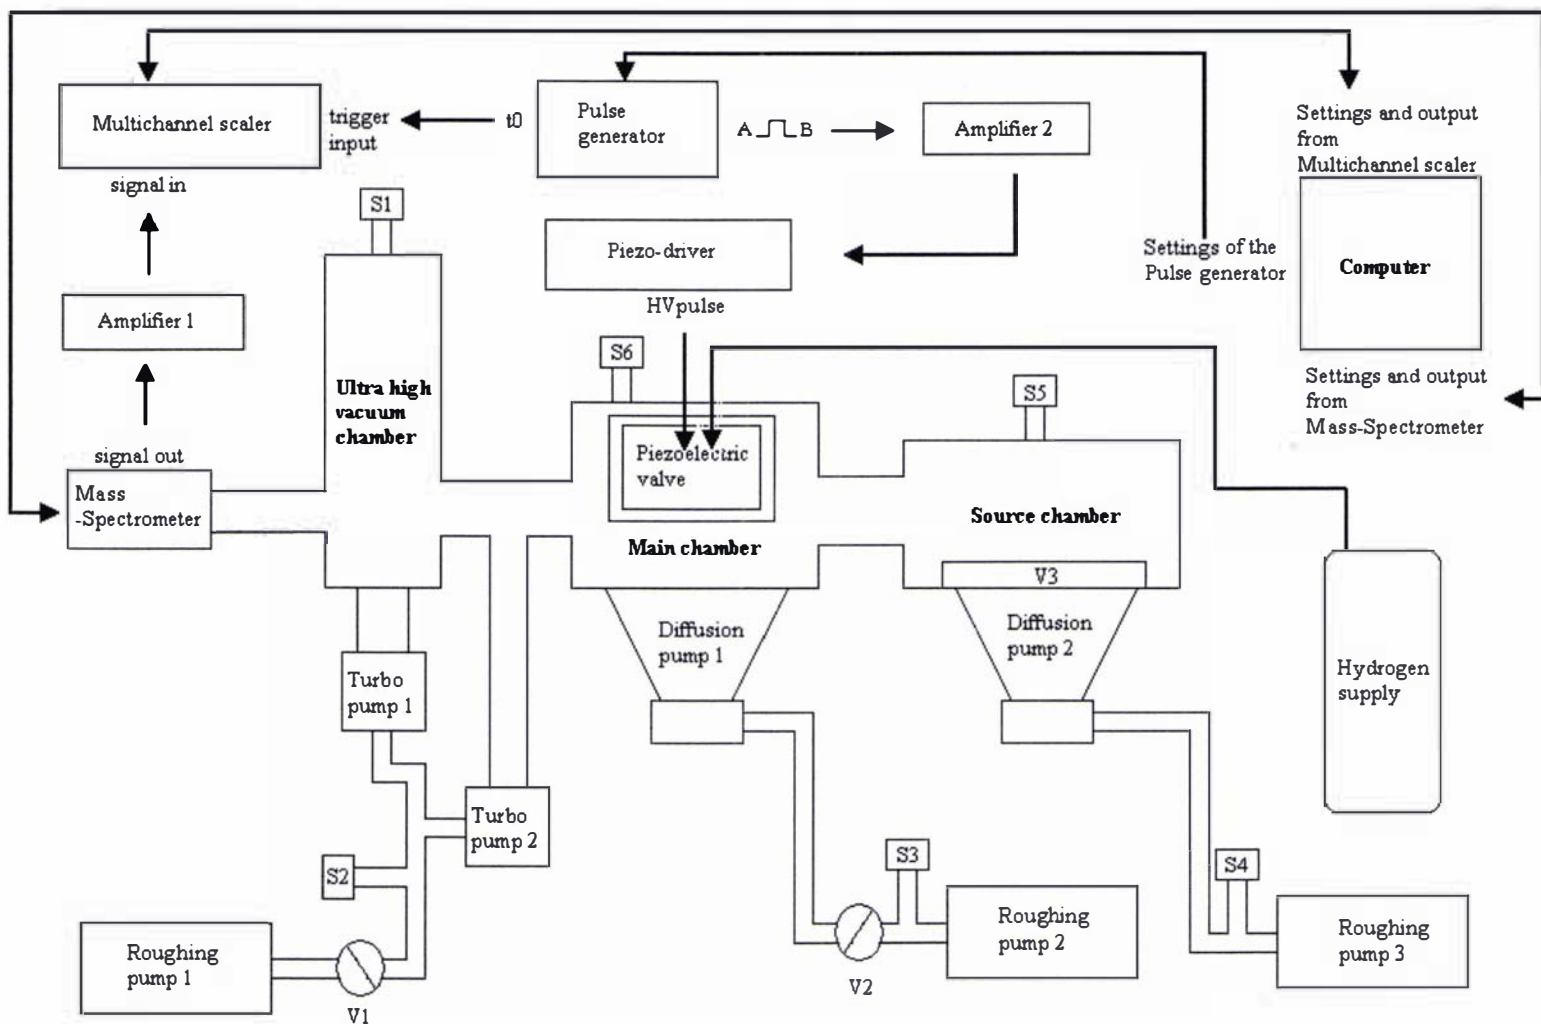 Multichannel scaler
trigger
input
t0
Pulse
generator
A
B
Amplifier 2
Settings and output
from
Multichannel scaler
signal in
S1
Piezo-driver
Settings of the
Pulse generator
Computer
HVpulse
Amplifier 1
S6
Ultra high
vacuum
chamber
S5
Settings and output
from
Mass-Spectrometer
signal out
Piezoelectric
valve
Mass
-Spectrometer
Source chamber
Main chamber
V3
Diffusion
pump 1
Diffusion
pump 2
Turbo
pump 1
Hydrogen
supply
Turbo
pump 2
S2
S3
S4
Roughing
pump 1
V1
V2
Roughing
pump 2
Roughing
pump 3